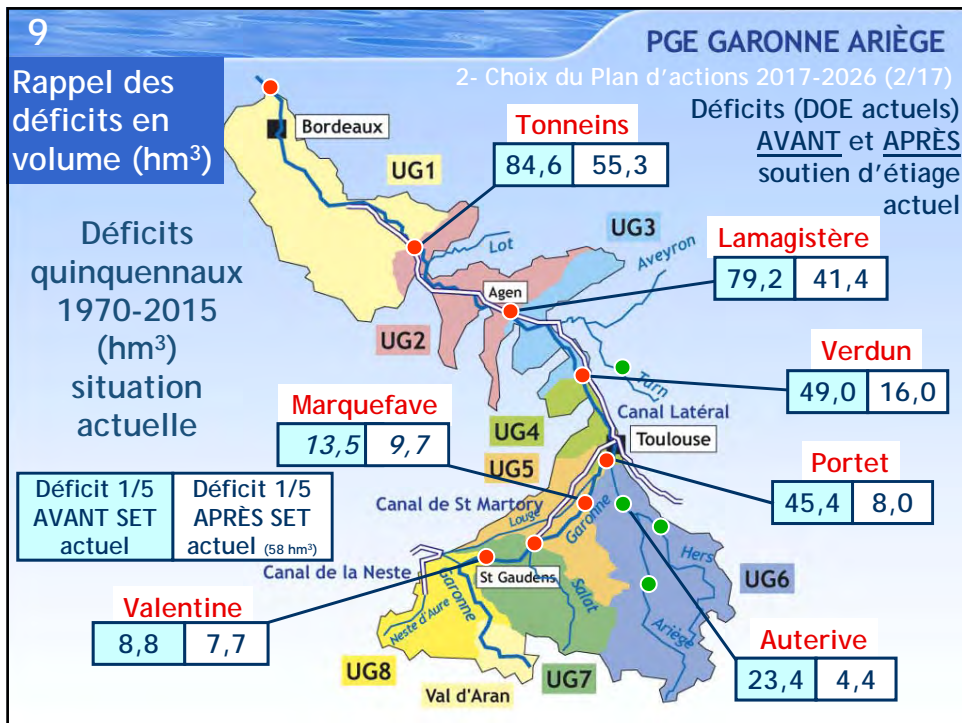 9
PGE GARONNE ARIÈGE
2- Choix du Plan d'actions 2017-2026 (2/17)
Rappel des
déficits en
volume (hm³)
Déficits (DOE actuels)
AVANT et APRÈS
soutien d'étiage
actuel
Déficits
quinquennaux
1970-2015
(hm³)
situation
actuelle
Déficit 1/5
AVANT SET
actuel
Déficit 1/5
APRÈS SET
actuel (58 hm³)
Bordeaux
UG1
Tonneins
84,6 55,3
Lot
UG3
Aveyron
Lamagistère
79,2 41,4
Agen
UG2
Verdun
49,0 16,0
Tarn
Canal Latéral
Marquefave
13,5 9,7
UG4
Toulouse
UG5
Portet
45,4 8,0
Canal de St Martory
Louge
Garonne
Hers
Canal de la Neste
St Gaudens
UG6
Garonne
Salat
Neste d'Aure
Ariège
Valentine
8,8 7,7
Auterive
23,4 4,4
UG8
UG7
Val d'Aran